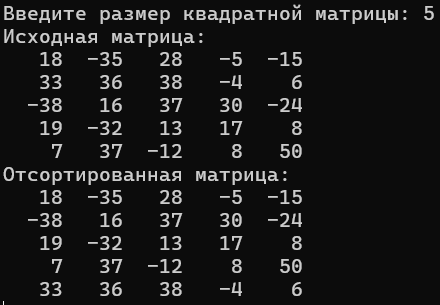 Введите размер квадратной матрицы: 5
Исходная матрица:
18 -35 28 -5 -15
33 36 38 -4 6
-38 16 37 30 -24
19 -32 13 17 8
7 37 -12 8 50
Отсортированная матрица:
18 -35 28 -5 -15
-38 16 37 30 -24
19 -32 13 17 8
7 37 -12 8 50
33 36 38 -4 6